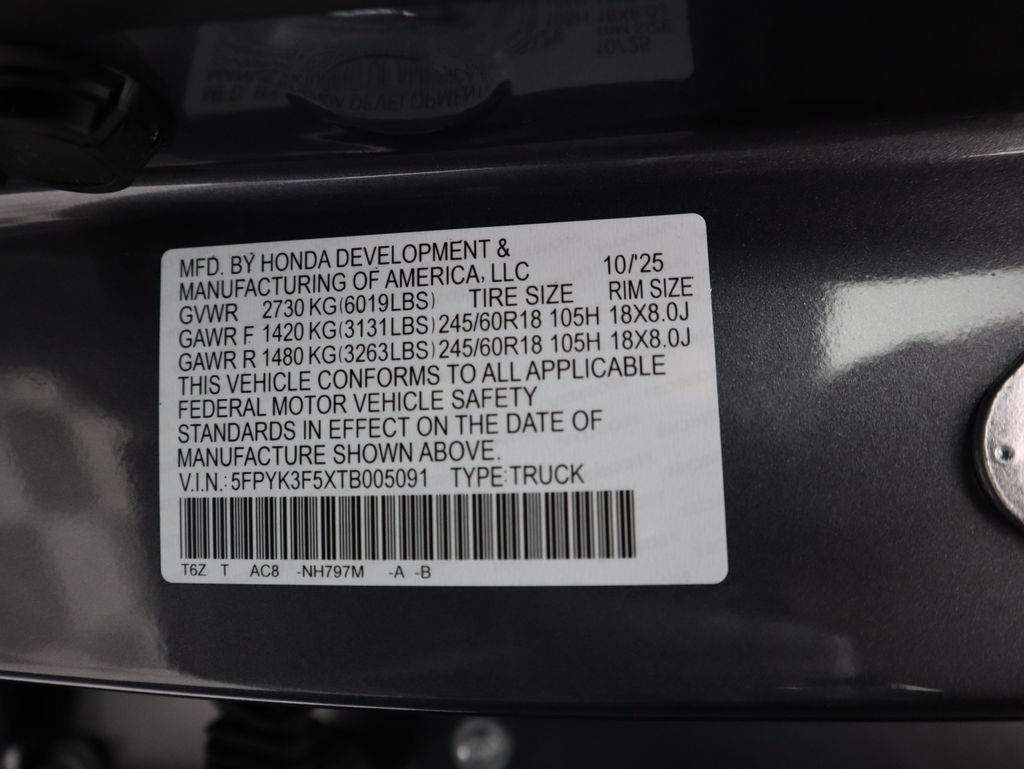 MFD. BY HONDA DEVELOPMENT &
MANUFACTURING OF AMERICA, LLC 10/'25
GVWR 2730 KG(6019LBS) TIRE SIZE RIM SIZE
GAWR F 1420 KG(3131LBS) 245/60R18 105H 18X8.0J
GAWR R 1480 KG(3263LBS) 245/60R18 105H 18X8.0J
THIS VEHICLE CONFORMS TO ALL APPLICABLE
FEDERAL MOTOR VEHICLE SAFETY
STANDARDS IN EFFECT ON THE DATE OF
MANUFACTURE SHOWN ABOVE.
V.I.N.: 5FPYK3F5XTB005091 TYPE: TRUCK
T6Z T AC8 -NH797M -A -B